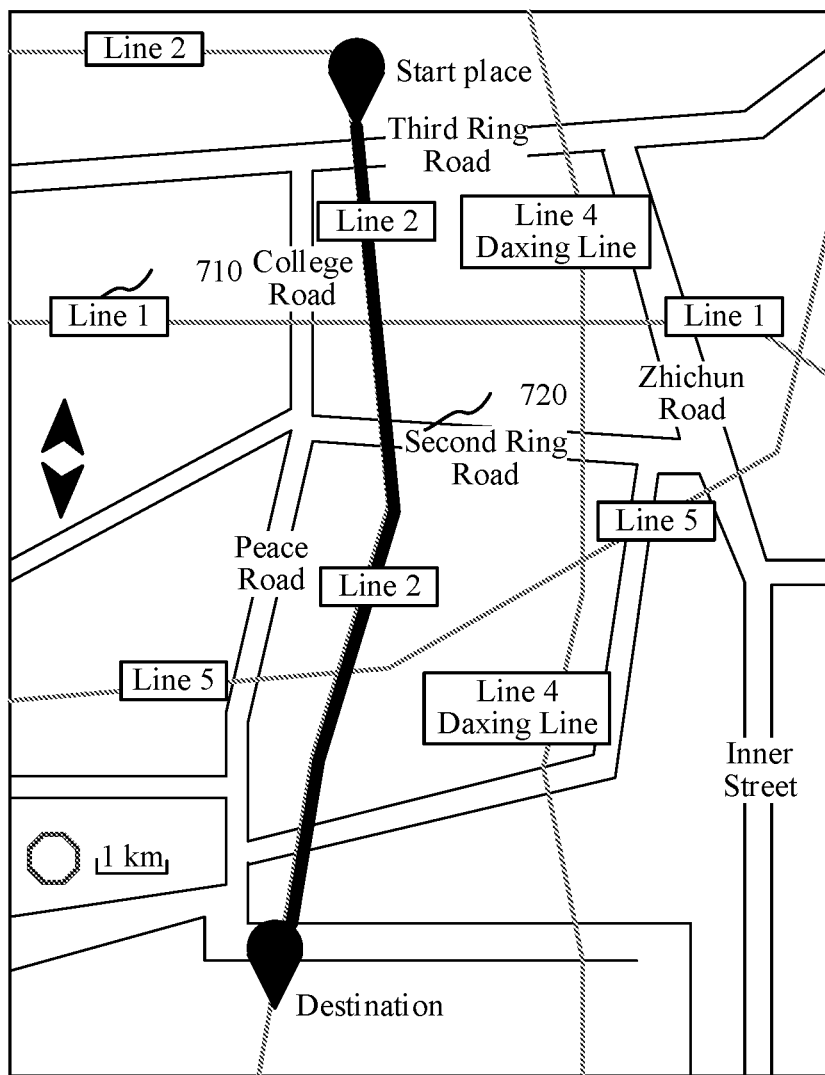 Line 2
Start place
Third Ring
Road
Line 2
Line 4
Daxing Line
710
College
Road
Line 1
Line 1
Zhichun
Road
720
Second Ring
Road
Line 5
Peace
Road
Line 2
Line 5
Line 4
Daxing Line
Inner
Street
1 km
Destination